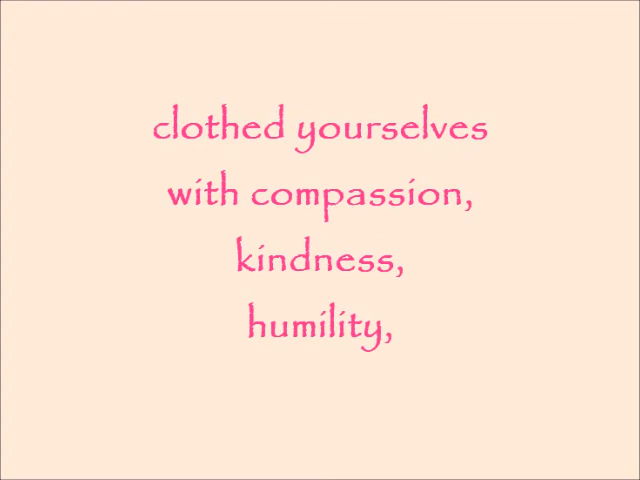 clothed yourselves
with compassion,
kindness,
humility,